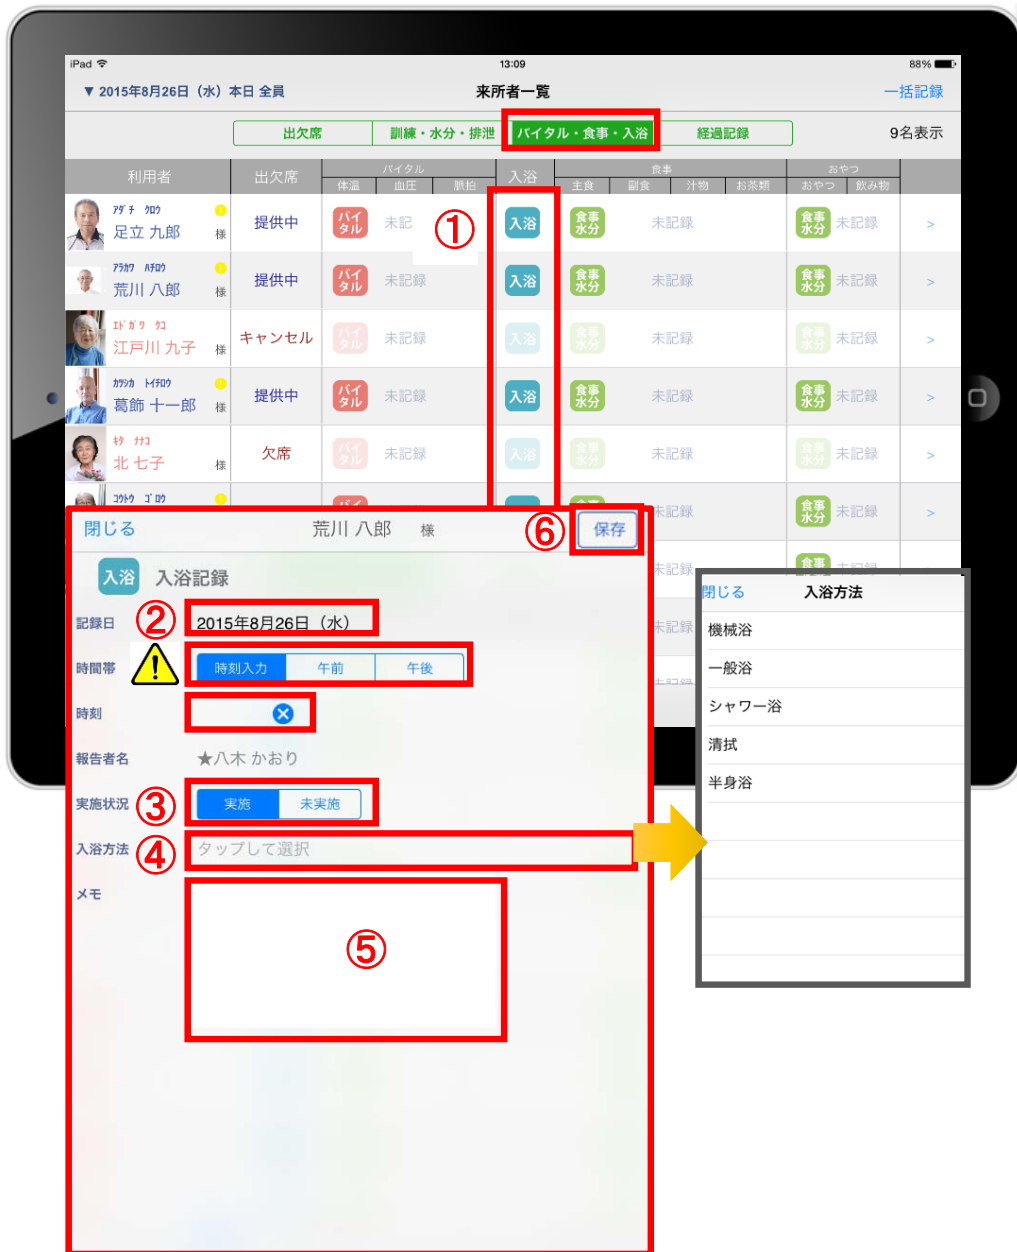 iPad 13:09 88%
▼ 2015年8月26日（水）本日 全員 来所者一覧 一括記録
出欠席 訓練・水分・排泄 バイタル・食事・入浴 経過記録 9名表示
利用者 出欠席 バイタル 入浴 食事 おやつ
体温 血圧 脈拍 主食 副食 汁物 お茶類 おやつ 飲み物
ｱﾀﾞﾁ ｸﾛｳ
足立 九郎 様 提供中 バイタル 未記 ① 入浴 食事水分 未記録 食事水分 未記録 >
ｱﾗｶﾜ ﾊﾁﾛｳ
荒川 八郎 様 提供中 バイタル 未記録 入浴 食事水分 未記録 食事水分 未記録 >
ｴﾄﾞｶﾞﾜ ｸｺ
江戸川 九子 様 キャンセル バイタル 未記録 入浴 食事水分 未記録 食事水分 未記録 >
ｶﾂｼｶ ﾄｲﾁﾛｳ
葛飾 十一郎 様 提供中 バイタル 未記録 入浴 食事水分 未記録 食事水分 未記録 >
ｷﾀ ﾅﾅｺ
北 七子 様 欠席 バイタル 未記録 入浴 食事水分 未記録 食事水分 未記録 >
ｺｳﾄｳ ｺﾞﾛｳ
未記録 食事水分 未記録 >
閉じる 荒川 八郎 様 ⑥ 保存
入浴 入浴記録
記録日 ② 2015年8月26日（水）
時間帯 時刻入力 午前 午後
時刻
報告者名 ★八木 かおり
実施状況 ③ 実施 未実施
入浴方法 ④ タップして選択
メモ
⑤
未記録 食事
未記録
閉じる 入浴方法
機械浴
一般浴
シャワー浴
清拭
半身浴